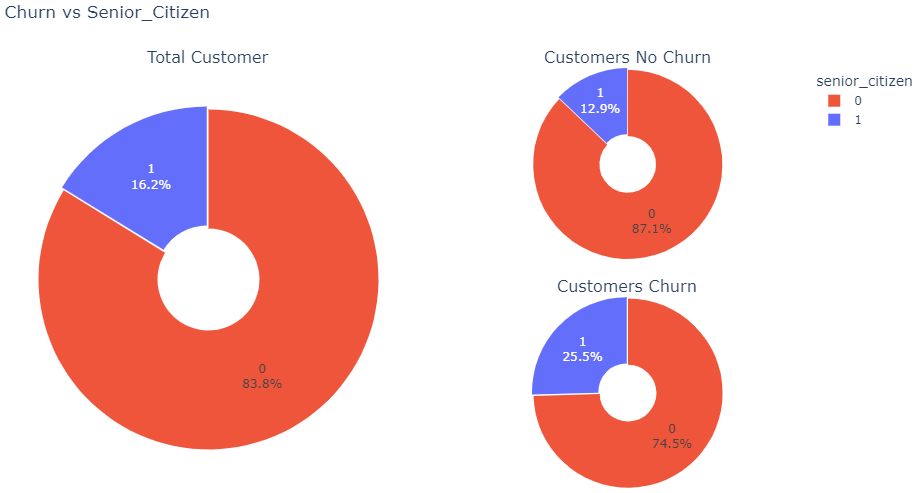 Churn vs Senior_Citizen
Total Customer
1
16.2%
0
83.8%
Customers No Churn
1
12.9%
0
87.1%
Customers Churn
1
25.5%
0
74.5%
senior_citizen
0
1